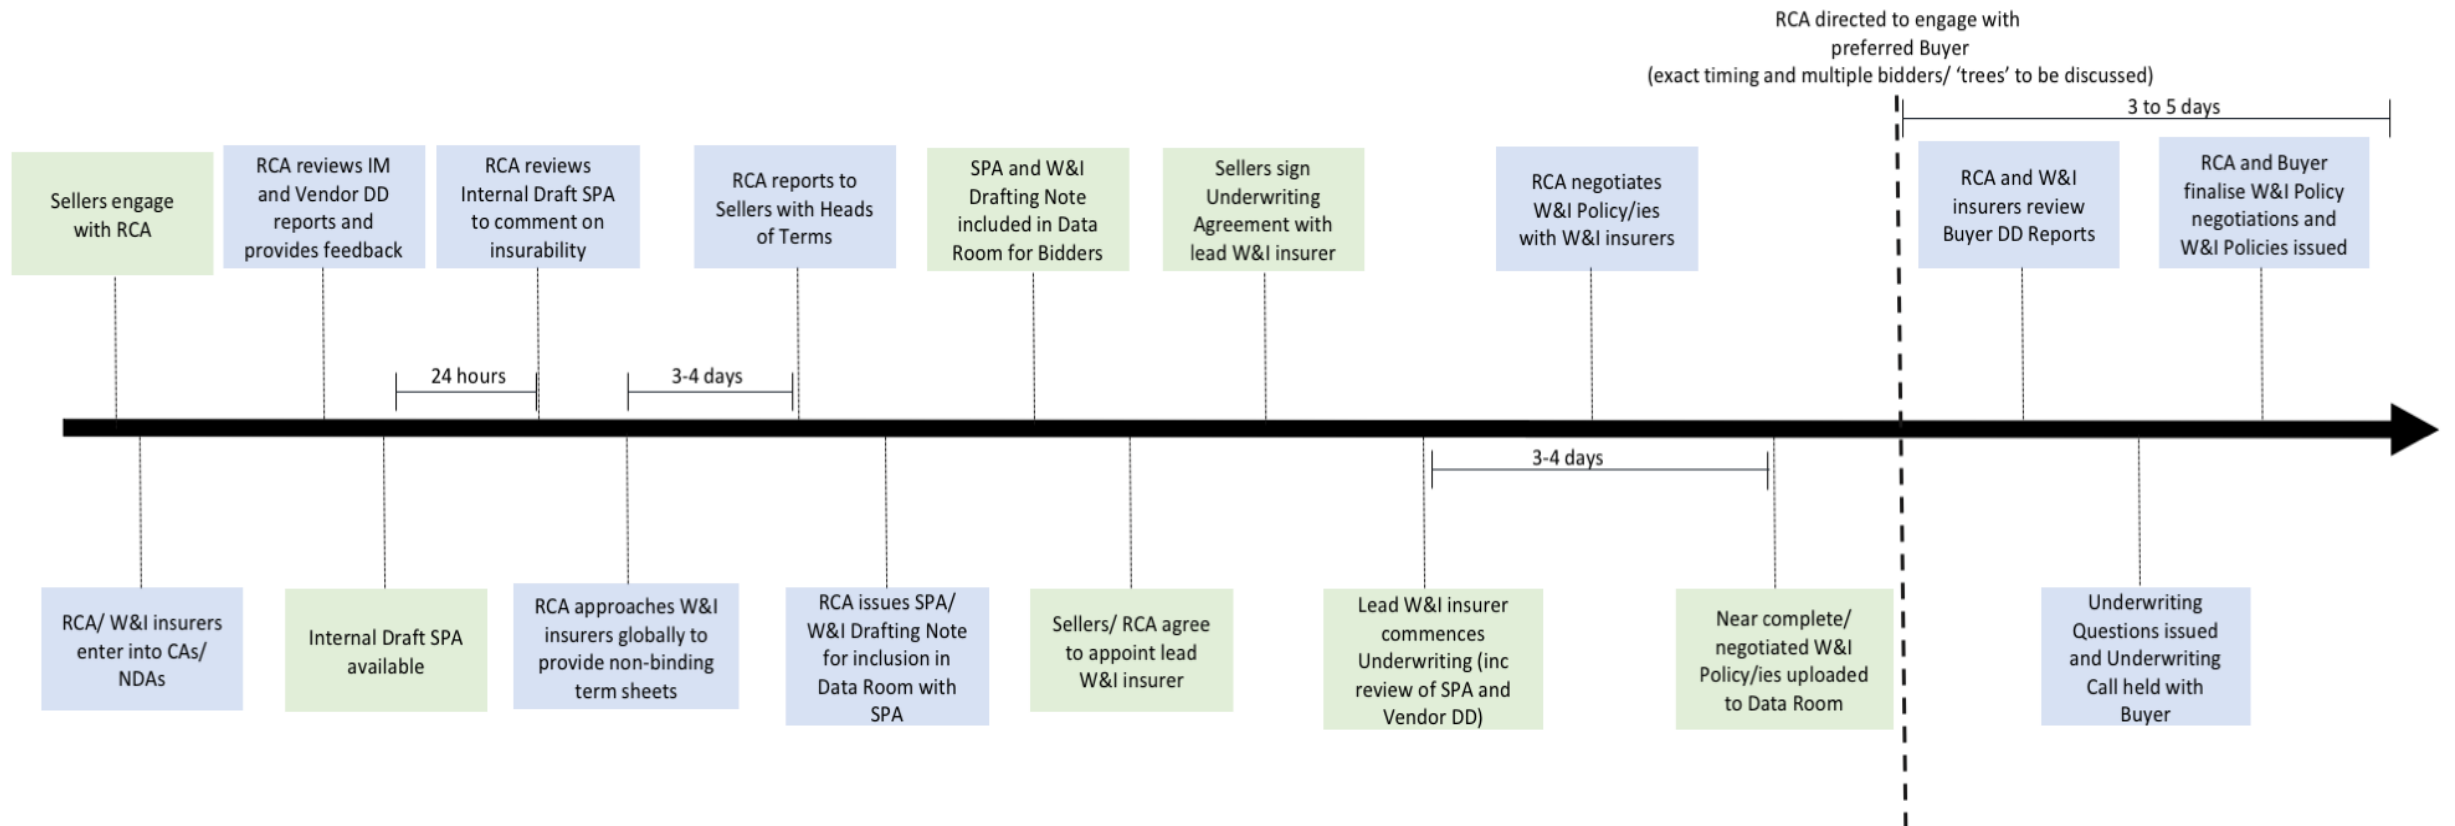 RCA directed to engage with
preferred Buyer
(exact timing and multiple bidders/ ‘trees’ to be discussed)
3 to 5 days
Sellers engage
with RCA
RCA reviews IM
and Vendor DD
reports and
provides feedback
RCA reviews
Internal Draft SPA
to comment on
insurability
RCA reports to
Sellers with Heads
of Terms
SPA and W&I
Drafting Note
included in Data
Room for Bidders
Sellers sign
Underwriting
Agreement with
lead W&I insurer
RCA negotiates
W&I Policy/ies
with W&I insurers
RCA and W&I
insurers review
Buyer DD Reports
RCA and Buyer
finalise W&I Policy
negotiations and
W&I Policies issued
24 hours
3-4 days
3-4 days
RCA/ W&I insurers
enter into CAs/
NDAs
Internal Draft SPA
available
RCA approaches W&I
insurers globally to
provide non-binding
term sheets
RCA issues SPA/
W&I Drafting Note
for inclusion in
Data Room with
SPA
Sellers/ RCA agree
to appoint lead
W&I insurer
Lead W&I insurer
commences
Underwriting (inc
review of SPA and
Vendor DD)
Near complete/
negotiated W&I
Policy/ies uploaded
to Data Room
Underwriting
Questions issued
and Underwriting
Call held with
Buyer